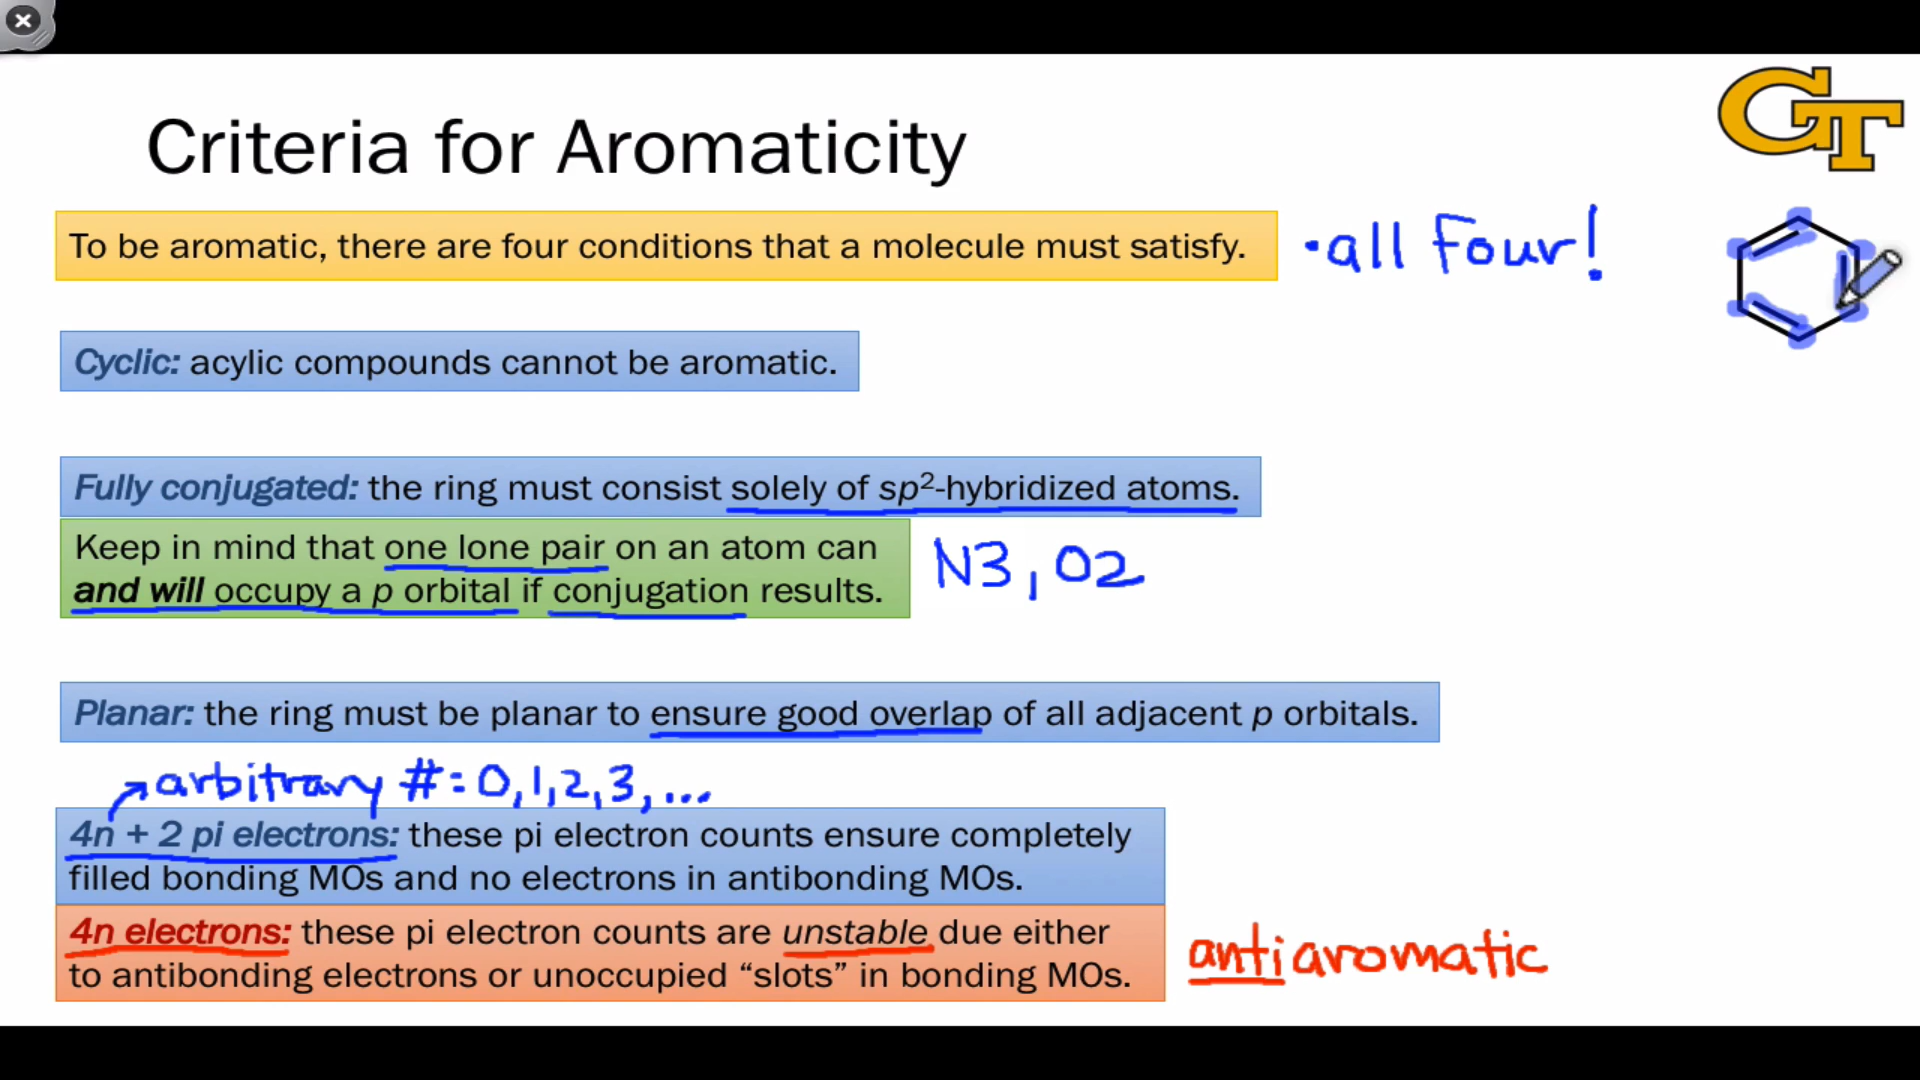 GT
Criteria for Aromaticity
To be aromatic, there are four conditions that a molecule must satisfy.
•all Four!
Cyclic: acylic compounds cannot be aromatic.
Fully conjugated: the ring must consist solely of sp²-hybridized atoms.
Keep in mind that one lone pair on an atom can
and will occupy a p orbital if conjugation results.
N3, O2
Planar: the ring must be planar to ensure good overlap of all adjacent p orbitals.
arbitrary #=0,1,2,3,...
4n + 2 pi electrons: these pi electron counts ensure completely
filled bonding MOs and no electrons in antibonding MOs.
4n electrons: these pi electron counts are unstable due either
to antibonding electrons or unoccupied “slots” in bonding MOs.
antiaromatic